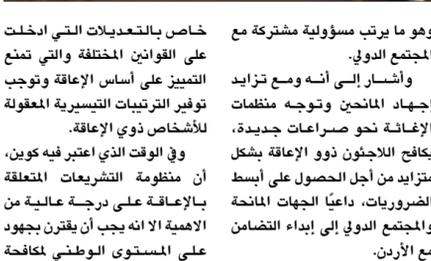 وهو ما يرتب مسؤولية مشتركة مع
المجتمع الدولي.
وأشار إلى أنه ومع تزايد
إجهاد المانحين وتوجه منظمات
الإغاثة نحو صراعات جديدة،
يكافح اللاجئون ذوو الإعاقة بشكل
متزايد من أجل الحصول على أبسط
الضروريات، داعيًا الجهات المانحة
والمجتمع الدولي إلى إبداء التضامن
مع الأردن.
خاص بالتعديلات التي ادخلت
على القوانين المختلفة والتي تمنع
التمييز على أساس الإعاقة وتوجب
توفير الترتيبات التيسيرية المعقولة
للأشخاص ذوي الإعاقة.
وفي الوقت الذي اعتبر فيه كوين،
أن منظومة التشريعات المتعلقة
بالإعاقة على درجة عالية من
الاهمية الا انه يجب أن يقترن بجهود
على المستوى الوطني لمكافحة